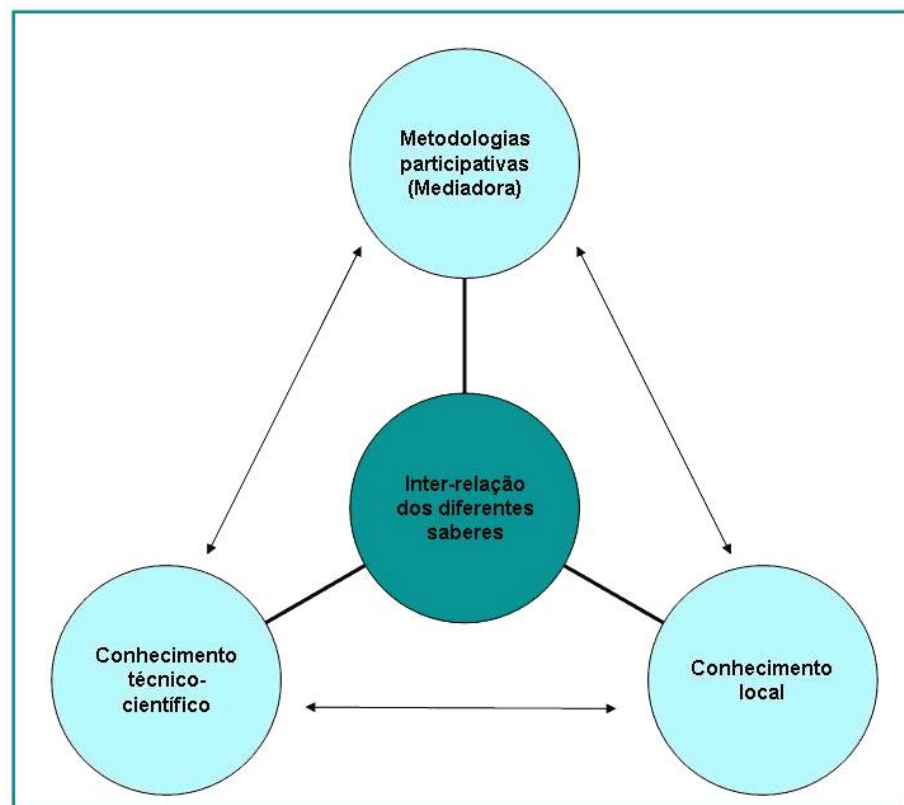 Metodologias
participativas
(Mediadora)
Inter-relação
dos diferentes
saberes
Conhecimento
técnico-
científico
Conhecimento
local